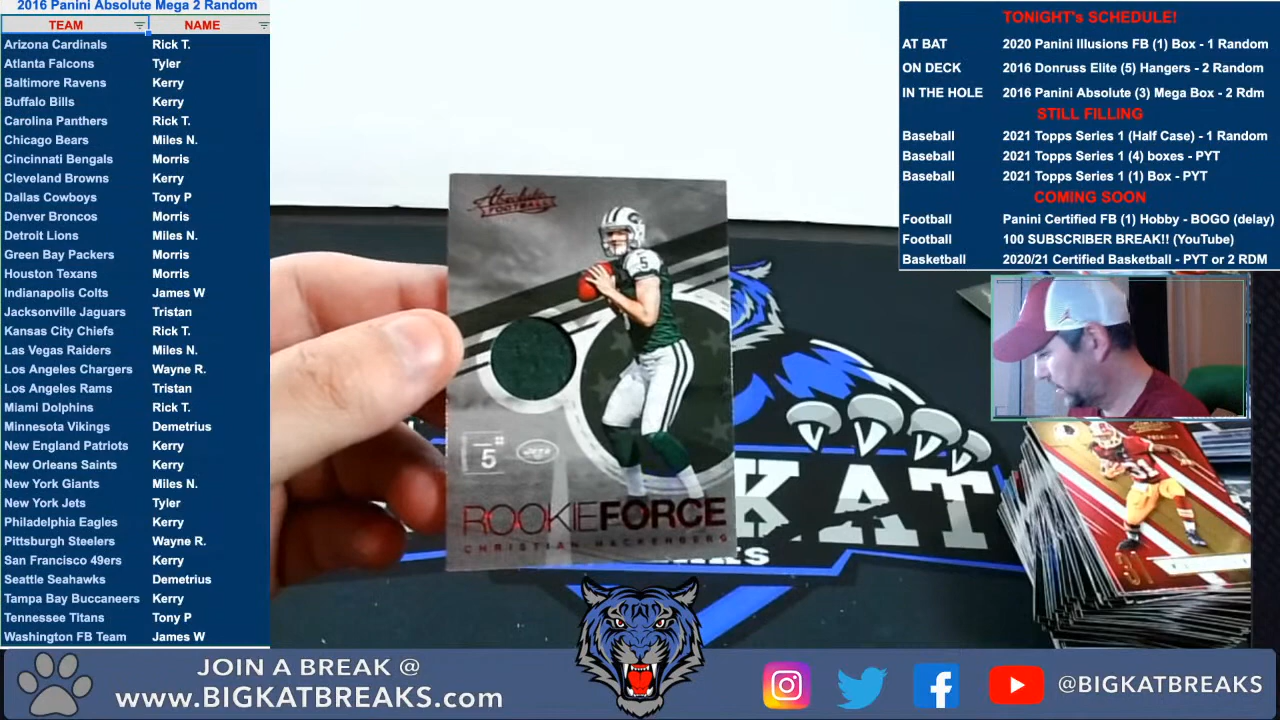 2016 Panini Absolute Mega 2 Random
TEAM NAME
Arizona Cardinals Rick T.
Atlanta Falcons Tyler
Baltimore Ravens Kerry
Buffalo Bills Kerry
Carolina Panthers Rick T.
Chicago Bears Miles N.
Cincinnati Bengals Morris
Cleveland Browns Kerry
Dallas Cowboys Tony P
Denver Broncos Morris
Detroit Lions Miles N.
Green Bay Packers Morris
Houston Texans Morris
Indianapolis Colts James W
Jacksonville Jaguars Tristan
Kansas City Chiefs Rick T.
Las Vegas Raiders Miles N.
Los Angeles Chargers Wayne R.
Los Angeles Rams Tristan
Miami Dolphins Rick T.
Minnesota Vikings Demetrius
New England Patriots Kerry
New Orleans Saints Kerry
New York Giants Miles N.
New York Jets Tyler
Philadelphia Eagles Kerry
Pittsburgh Steelers Wayne R.
San Francisco 49ers Kerry
Seattle Seahawks Demetrius
Tampa Bay Buccaneers Kerry
Tennessee Titans Tony P
Washington FB Team James W
TONIGHT's SCHEDULE!
AT BAT 2020 Panini Illusions FB (1) Box - 1 Random
ON DECK 2016 Donruss Elite (5) Hangers - 2 Random
IN THE HOLE 2016 Panini Absolute (3) Mega Box - 2 Rdm
STILL FILLING
Baseball 2021 Topps Series 1 (Half Case) - 1 Random
Baseball 2021 Topps Series 1 (4) boxes - PYT
Baseball 2021 Topps Series 1 (1) Box - PYT
COMING SOON
Football Panini Certified FB (1) Hobby - BOGO (delay)
Football 100 SUBSCRIBER BREAK!! (YouTube)
Basketball 2020/21 Certified Basketball - PYT or 2 RDM
Absolute
FOOTBALL
5
#
5
JETS
ROOKIE FORCE
CHRISTIAN HACKENBERG
KAT
JOIN A BREAK @
www.BIGKATBREAKS.com
@BIGKATBREAKS